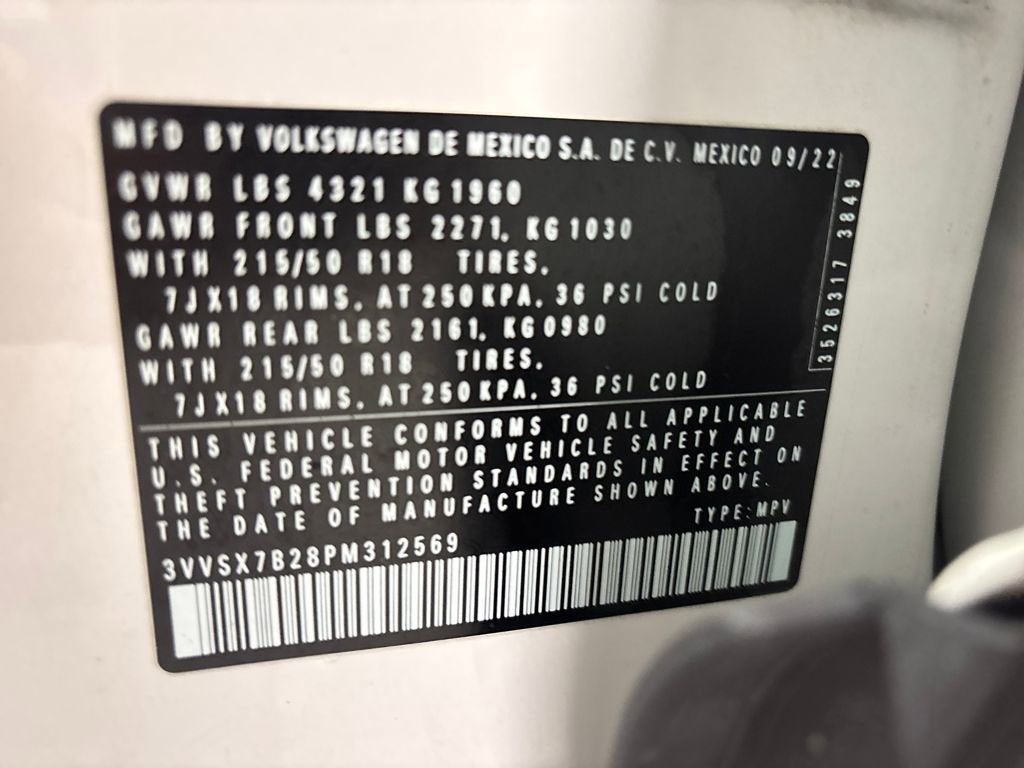 MFD BY VOLKSWAGEN DE MEXICO S.A. DE C.V. MEXICO 09/22
GVWR LBS 4321 KG 1960
GAWR FRONT LBS 2271. KG 1030
WITH 215/50 R18 TIRES.
7J X18 RIMS. AT 250 KPA. 36 PSI COLD
GAWR REAR LBS 2161. KG 0980
WITH 215/50 R18 TIRES.
7J X18 RIMS. AT 250 KPA. 36 PSI COLD
3526317 3849
THIS VEHICLE CONFORMS TO ALL APPLICABLE
U.S. FEDERAL MOTOR VEHICLE SAFETY AND
THEFT PREVENTION STANDARDS IN EFFECT ON
THE DATE OF MANUFACTURE SHOWN ABOVE.
TYPE: MPV
3VVSX7B28PM312569